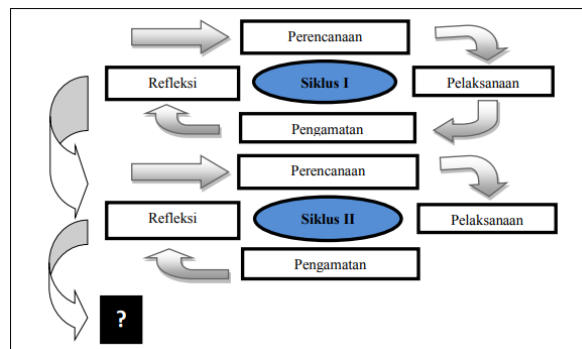 Perencanaan
Refleksi
Siklus I
Pelaksanaan
Pengamatan
Perencanaan
Refleksi
Siklus II
Pelaksanaan
Pengamatan
?